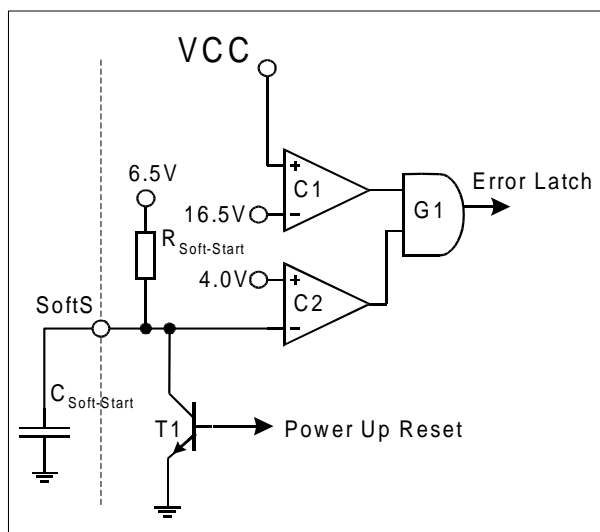 VCC
6.5V
C1
Error Latch
G1
16.5V
R Soft-Start
4.0V
C2
SoftS
C Soft-Start
T1
Power Up Reset